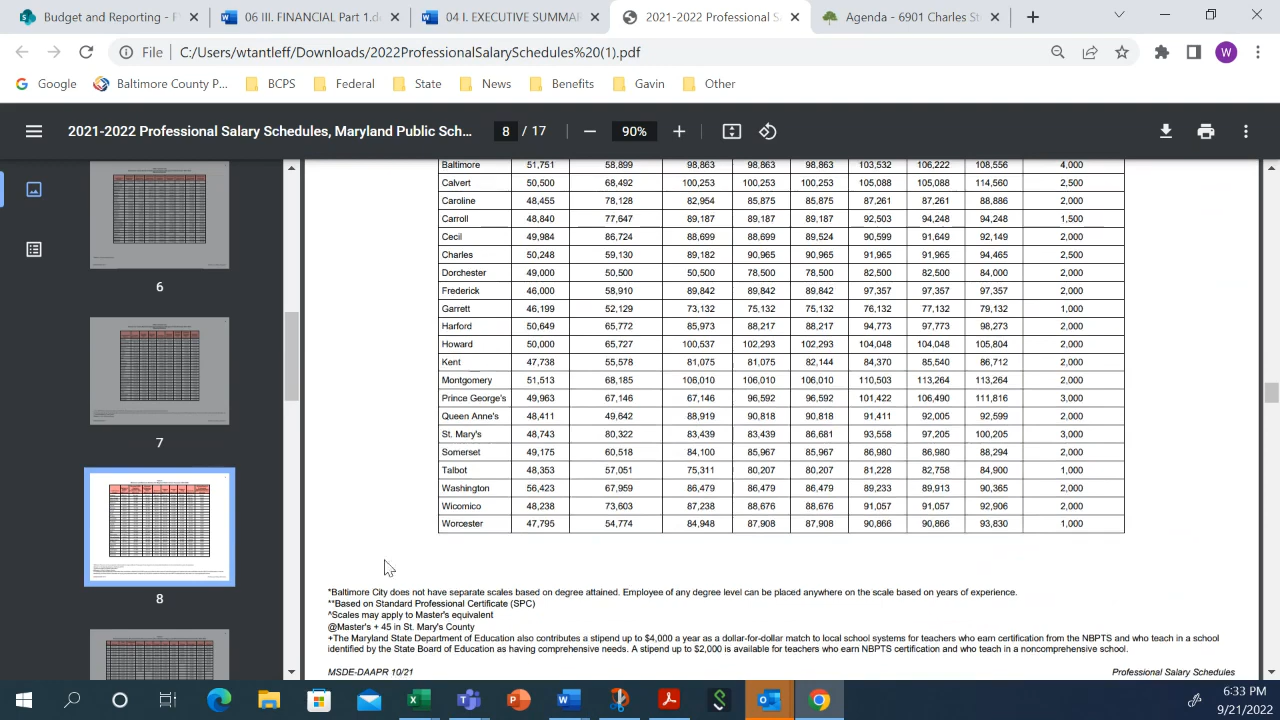 Budget and Reporting - F
06 III. FINANCIAL Part 1.d
04 I. EXECUTIVE SUMMAR
2021-2022 Professional S
Agenda - 6901 Charles St
File C:/Users/wtantleff/Downloads/2022ProfessionalSalarySchedules%20(1).pdf W
Google Baltimore County P... BCPS Federal State News Benefits Gavin Other
2021-2022 Professional Salary Schedules, Maryland Public Sch... 8 / 17 90%
6
7
8
Baltimore 51,751 58,899 98,863 98,863 98,863 103,532 106,222 108,556 4,000
Calvert 50,500 68,492 100,253 100,253 100,253 105,088 105,088 114,560 2,500
Caroline 48,455 78,128 82,954 85,875 85,875 87,261 87,261 88,886 2,000
Carroll 48,840 77,647 89,187 89,187 89,187 92,503 94,248 94,248 1,500
Cecil 49,984 86,724 88,699 88,699 89,524 90,599 91,649 92,149 2,000
Charles 50,248 59,130 89,182 90,965 90,965 91,965 91,965 94,465 2,500
Dorchester 49,000 50,500 50,500 78,500 78,500 82,500 82,500 84,000 2,000
Frederick 46,000 58,910 89,842 89,842 89,842 97,357 97,357 97,357 2,000
Garrett 46,199 52,129 73,132 75,132 75,132 76,132 77,132 79,132 1,000
Harford 50,649 65,772 85,973 88,217 88,217 94,773 97,773 98,273 2,000
Howard 50,000 65,727 100,537 102,293 102,293 104,048 104,048 105,804 2,000
Kent 47,738 55,578 81,075 81,075 82,144 84,370 85,540 86,712 2,000
Montgomery 51,513 68,185 106,010 106,010 106,010 110,503 113,264 113,264 2,000
Prince George's 49,963 67,146 67,146 96,592 96,592 101,422 106,490 111,816 3,000
Queen Anne's 48,411 49,642 88,919 90,818 90,818 91,411 92,005 92,599 2,000
St. Mary's 48,743 80,322 83,439 83,439 86,681 93,558 97,205 100,205 3,000
Somerset 49,175 60,518 84,100 85,967 85,967 86,980 86,980 88,294 2,000
Talbot 48,353 57,051 75,311 80,207 80,207 81,228 82,758 84,900 1,000
Washington 56,423 67,959 86,479 86,479 86,479 89,233 89,913 90,365 2,000
Wicomico 48,238 73,603 87,238 88,676 88,676 91,057 91,057 92,906 2,000
Worcester 47,795 54,774 84,948 87,908 87,908 90,866 90,866 93,830 1,000
*Baltimore City does not have separate scales based on degree attained. Employee of any degree level can be placed anywhere on the scale based on years of experience.
**Based on Standard Professional Certificate (SPC)
^Scales may apply to Master's equivalent
@Master's + 45 in St. Mary's County
+The Maryland State Department of Education also contributes a stipend up to $4,000 a year as a dollar-for-dollar match to local school systems for teachers who earn certification from the NBPTS and who teach in a school
identified by the State Board of Education as having comprehensive needs. A stipend up to $2,000 is available for teachers who earn NBPTS certification and who teach in a noncomprehensive school.
MSDE-DAAPR 10/21 Professional Salary Schedules
6:33 PM
9/21/2022